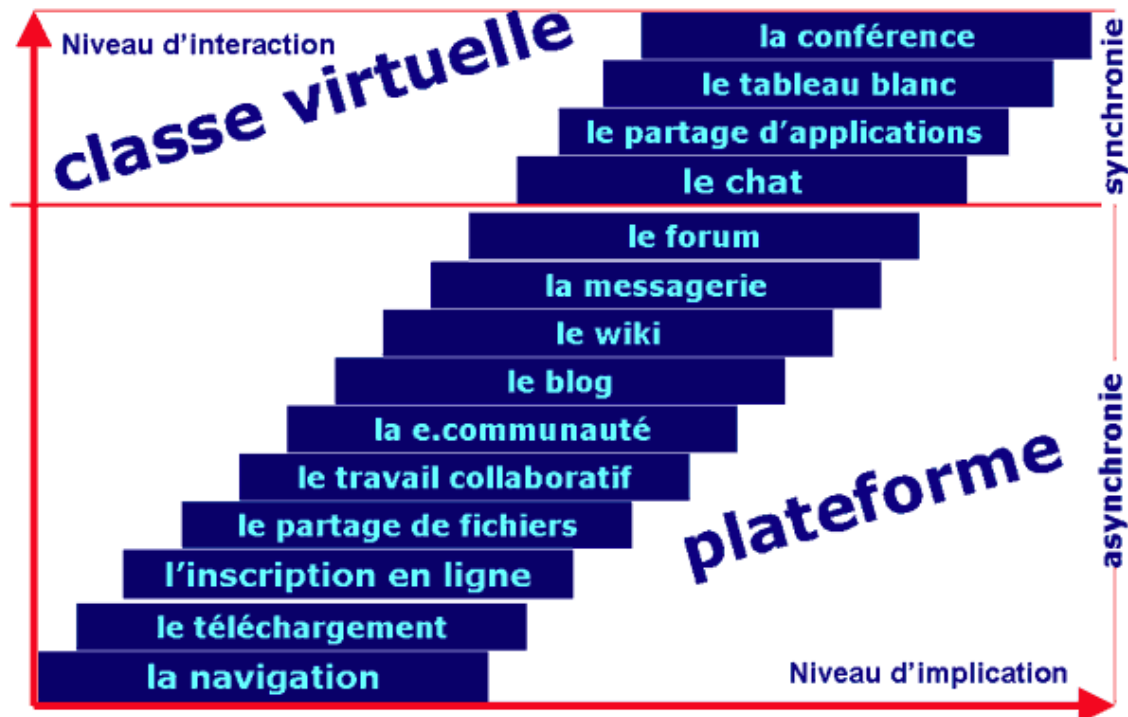 Niveau d’interaction
classe virtuelle
la conférence
le tableau blanc
le partage d’applications
le chat
synchronie
le forum
la messagerie
le wiki
le blog
la e.communauté
le travail collaboratif
le partage de fichiers
l’inscription en ligne
le téléchargement
la navigation
plateforme
asynchronie
Niveau d’implication